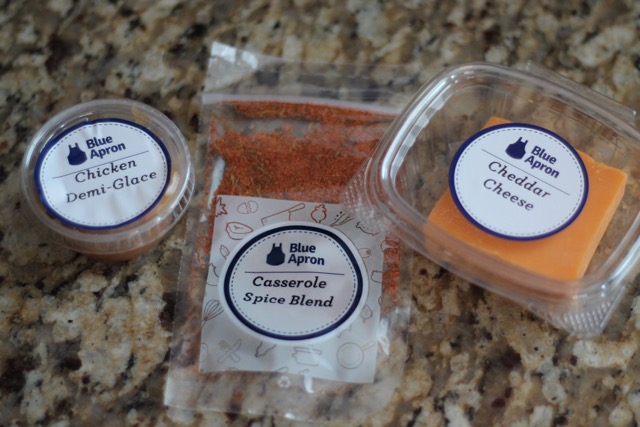 Blue
Apron
Chicken
Demi-Glace
Blue
Apron
Casserole
Spice Blend
Blue
Apron
Cheddar
Cheese